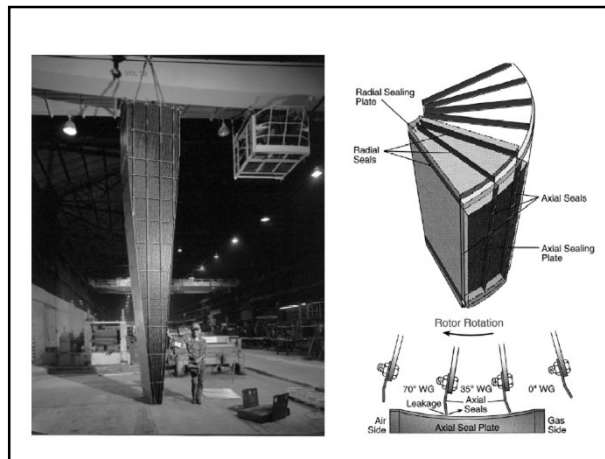 Radial Sealing
Plate
Radial
Seals
Axial Seals
Axial Sealing
Plate
Rotor Rotation
70" WG
35" WG
0" WG
Leakage
Axial
Seals
Air
Side
Axial Seal Plate
Gas
Side